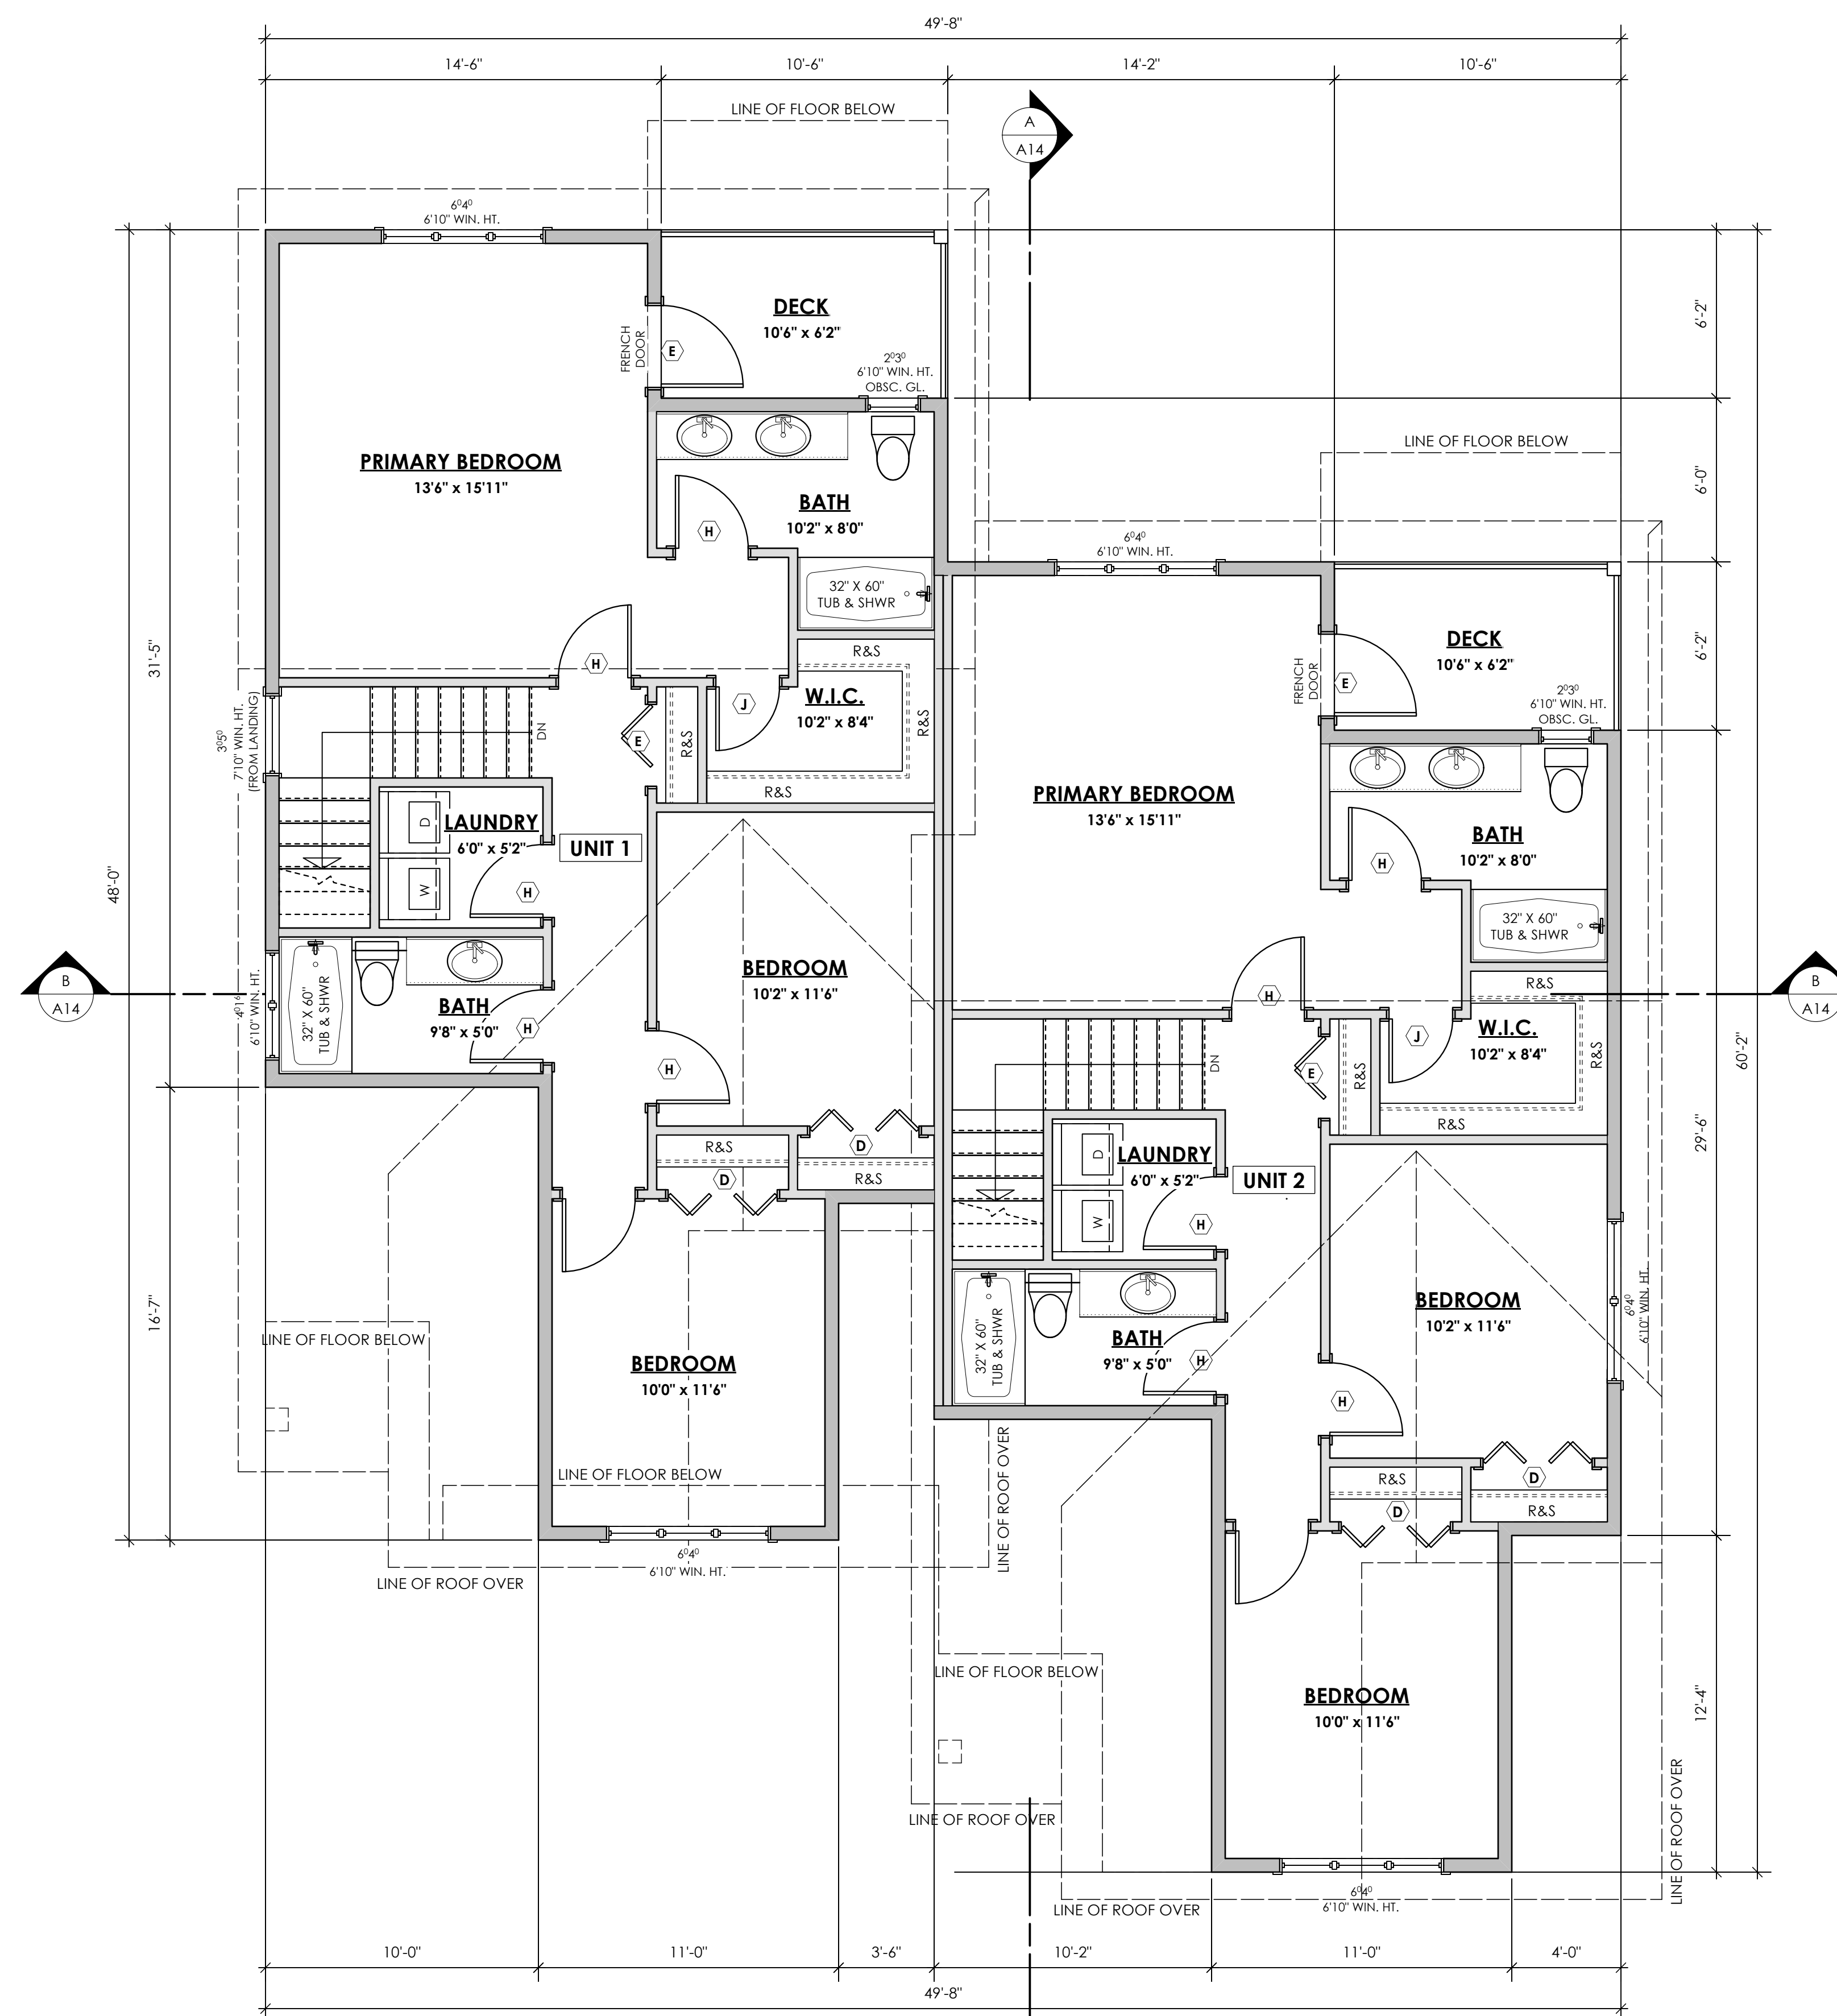 49'-8"
14'-6"
10'-6"
14'-2"
10'-6"
LINE OF FLOOR BELOW
A
A14
6⁰4⁰
6'10" WIN. HT.
DECK
10'6" x 6'2"
FRENCH
DOOR
E
2⁰3⁰
6'10" WIN. HT.
OBSC. GL.
6'-2"
PRIMARY BEDROOM
13'6" x 15'11"
BATH
10'2" x 8'0"
H
LINE OF FLOOR BELOW
6'-0"
6⁰4⁰
6'10" WIN. HT.
32" X 60"
TUB & SHWR
H
R&S
W.I.C.
10'2" x 8'4"
J
R&S
R&S
R&S
E
DN
31'-5"
48'-0"
3⁰5⁰
7'10" WIN. HT.
(FROM LANDING)
DECK
10'6" x 6'2"
FRENCH
DOOR
E
2⁰3⁰
6'10" WIN. HT.
OBSC. GL.
6'-2"
D
LAUNDRY
6'0" x 5'2"
W
H
UNIT 1
PRIMARY BEDROOM
13'6" x 15'11"
BATH
10'2" x 8'0"
H
32" X 60"
TUB & SHWR
B
A14
4⁰1⁶
6'10" WIN. HT.
32" X 60"
TUB & SHWR
BATH
9'8" x 5'0"
H
BEDROOM
10'2" x 11'6"
H
H
R&S
W.I.C.
10'2" x 8'4"
J
R&S
R&S
R&S
E
DN
B
A14
60'-2"
29'-6"
R&S
D
D
R&S
D
LAUNDRY
6'0" x 5'2"
W
H
UNIT 2
16'-7"
LINE OF FLOOR BELOW
BEDROOM
10'0" x 11'6"
32" X 60"
TUB & SHWR
BATH
9'8" x 5'0"
H
BEDROOM
10'2" x 11'6"
H
6⁰4⁰
6'10" WIN. HT.
LINE OF FLOOR BELOW
LINE OF ROOF OVER
R&S
D
D
R&S
6⁰4⁰
6'10" WIN. HT.
LINE OF ROOF OVER
LINE OF FLOOR BELOW
BEDROOM
10'0" x 11'6"
12'-4"
LINE OF ROOF OVER
LINE OF ROOF OVER
6⁰4⁰
6'10" WIN. HT.
LINE OF ROOF OVER
10'-0"
11'-0"
3'-6"
10'-2"
11'-0"
4'-0"
49'-8"